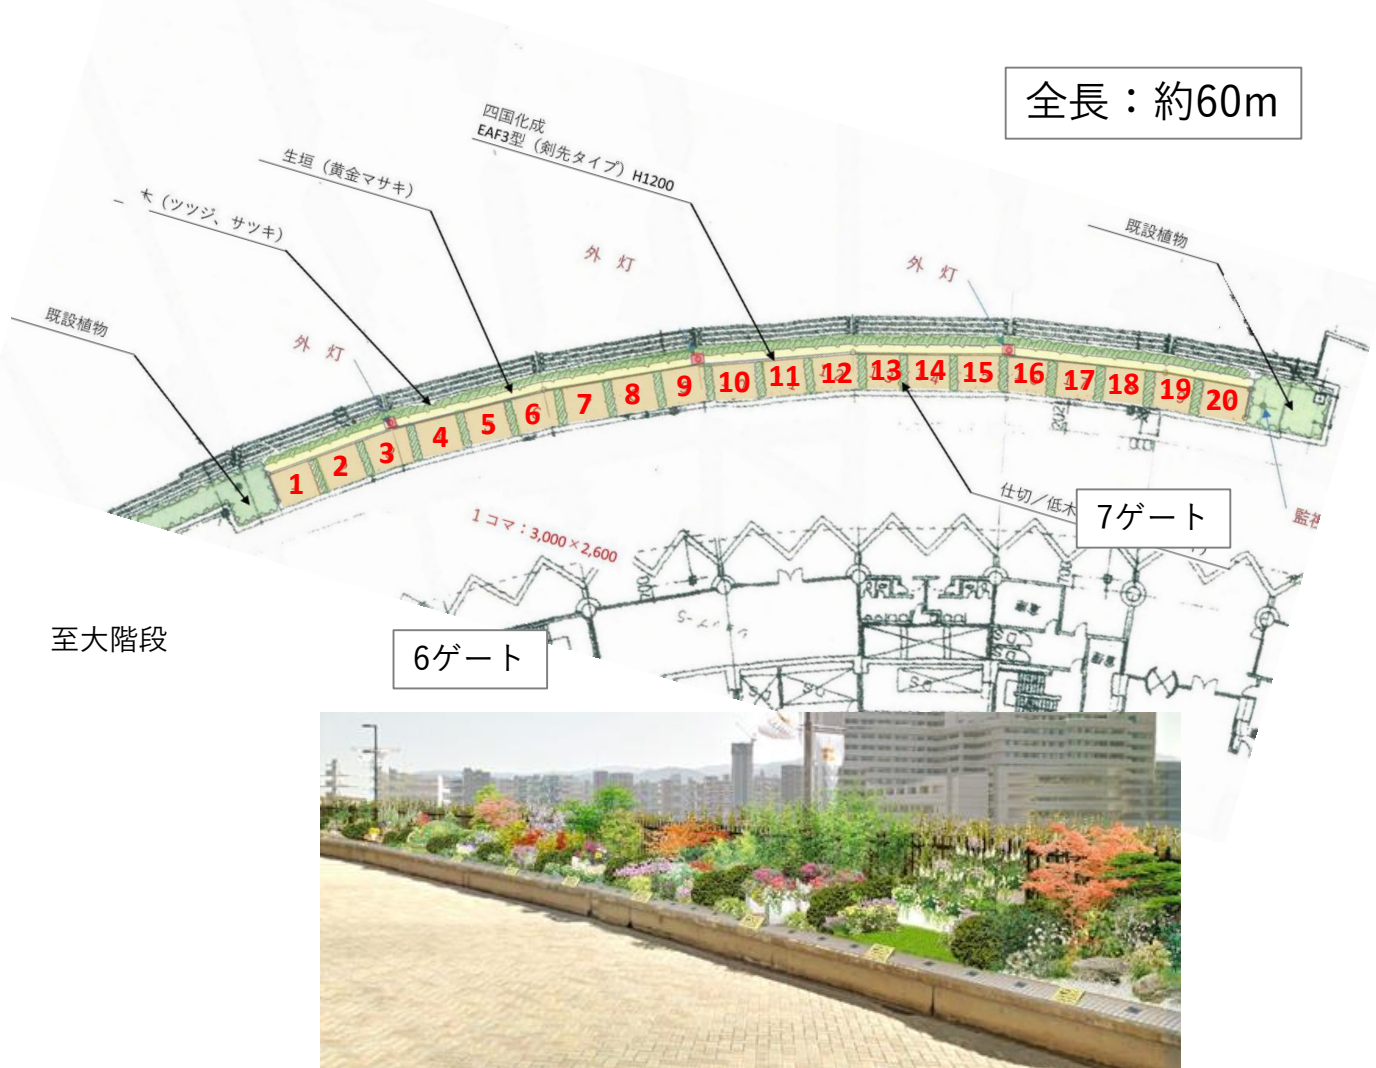 全長：約60m
四国化成
EAF3型（剣先タイプ）H1200
生垣（黄金マサキ）
木（ツツジ、サツキ）
既設植物
外　灯
外　灯
外　灯
既設植物
1 2 3 4 5 6 7 8 9 10 11 12 13 14 15 16 17 18 19 20
1コマ：3,000×2,600
仕切／低木
7ゲート
至大階段
6ゲート